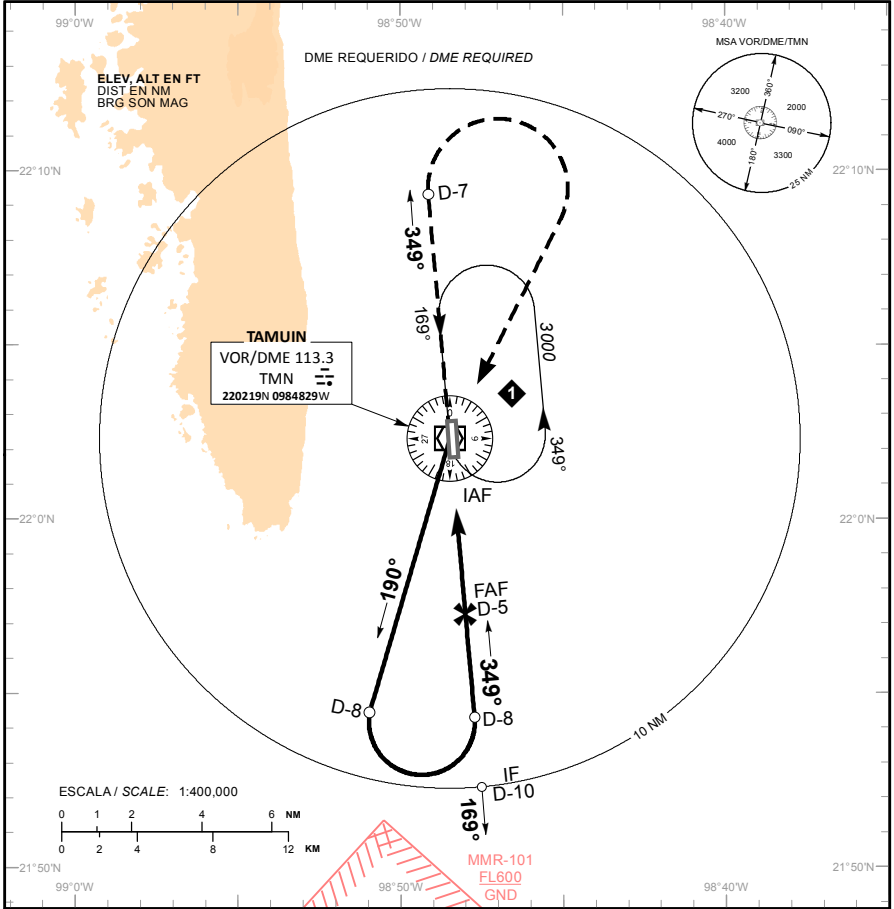 99°0'W
98°50'W
98°40'W
DME REQUERIDO / DME REQUIRED
MSA VOR/DME/TMN
ELEV, ALT EN FT
DIST EN NM
BRG SON MAG
3200
360°
2000
270°
090°
4000
180°
3300
25 NM
22°10'N
22°10'N
D-7
349°
169°
3000
TAMUIN
VOR/DME 113.3
TMN
220219N 0984829W
1
0
27
9
18
349°
IAF
22°0'N
22°0'N
190°
FAF
D-5
349°
D-8
D-8
10 NM
IF
D-10
169°
ESCALA / SCALE: 1:400,000
0 1 2 4 6 NM
0 2 4 8 12 KM
MMR-101
FL600
GND
21°50'N
21°50'N
99°0'W
98°50'W
98°40'W